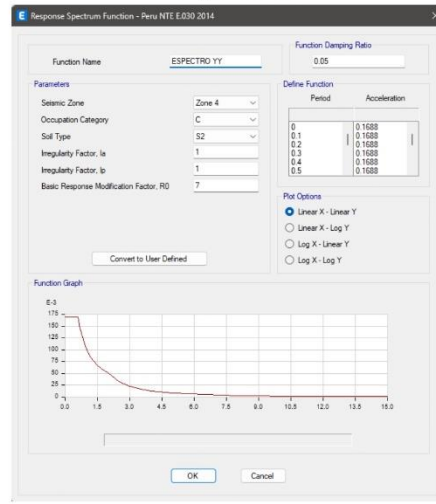 E Response Spectrum Function - Peru NTE E.030 2014
Function Name
ESPECTRO YY
Function Damping Ratio
0.05
Parameters
Seismic Zone
Zone 4
Occupation Category
C
Soil Type
S2
Irregularity Factor, Ia
1
Irregularity Factor, Ip
1
Basic Response Modification Factor, R0
7
Convert to User Defined
Define Function
Period Acceleration
0 0.1688
0.1 0.1688
0.2 0.1688
0.3 0.1688
0.4 0.1688
0.5 0.1688
Plot Options
Linear X - Linear Y
Linear X - Log Y
Log X - Linear Y
Log X - Log Y
Function Graph
E-3
175
150
125
100
75
50
25
0
0.0 1.5 3.0 4.5 6.0 7.5 9.0 10.5 12.0 13.5 15.0
OK Cancel